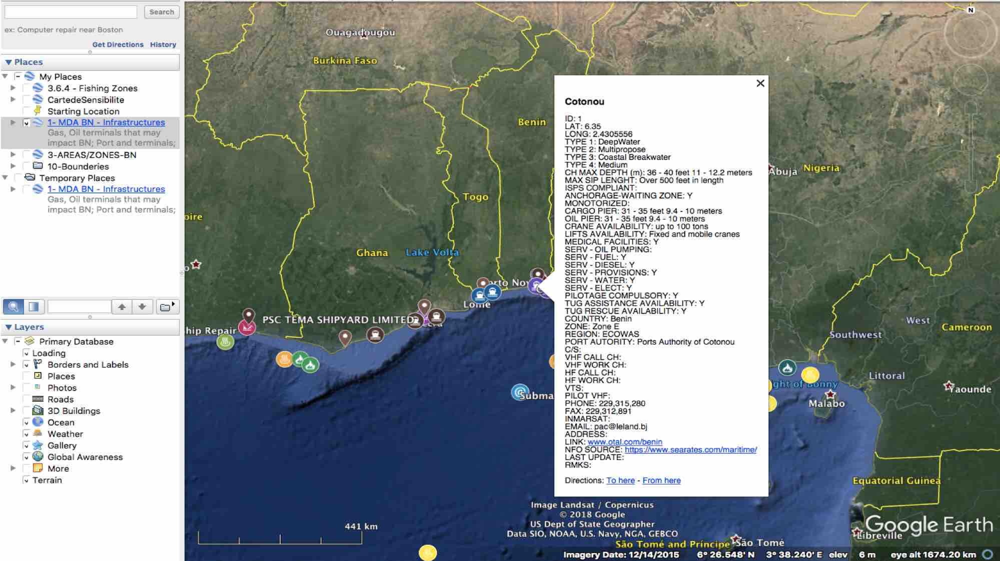 Search
ex: Computer repair near Boston
Get Directions History
Places
My Places
3.6.4 - Fishing Zones
CartedeSensibilite
Starting Location
1- MDA BN - Infrastructures
Gas, Oil terminals that may
impact BN; Port and terminals;
3-AREAS/ZONES-BN
10-Bounderies
Temporary Places
1- MDA BN - Infrastructures
Gas, Oil terminals that may
impact BN; Port and terminals;
Layers
Primary Database
Loading
Borders and Labels
Places
Photos
Roads
3D Buildings
Ocean
Weather
Gallery
Global Awareness
More
Terrain
N
Ouagadougou
Burkina Faso
Benin
Togo
Ghana
Lake Volta
oire
o
orto Nov
Lome
PSC TEMA SHIPYARD LIMITED
hip Repair
Subma
Cotonou
ID: 1
LAT: 6.35
LONG: 2.4305556
TYPE 1: DeepWater
TYPE 2: Multipropose
TYPE 3: Coastal Breakwater
TYPE 4: Medium
CH MAX DEPTH (m): 36 - 40 feet 11 - 12.2 meters
MAX SIP LENGHT: Over 500 feet in length
ISPS COMPLIANT:
ANCHORAGE-WAITING ZONE: Y
MONOTORIZED:
CARGO PIER: 31 - 35 feet 9.4 - 10 meters
OIL PIER: 31 - 35 feet 9.4 - 10 meters
CRANE AVAILABILITY: up to 100 tons
LIFTS AVAILABILITY: Fixed and mobile cranes
MEDICAL FACILITIES: Y
SERV - OIL PUMPING:
SERV - FUEL: Y
SERV - DIESEL: Y
SERV - PROVISIONS: Y
SERV - WATER: Y
SERV - ELECT: Y
PILOTAGE COMPULSORY: Y
TUG ASSISTANCE AVAILABILITY: Y
TUG RESCUE AVAILABILITY: Y
COUNTRY: Benin
ZONE: Zone E
REGION: ECOWAS
PORT AUTORITY: Ports Authority of Cotonou
C/S:
VHF CALL CH:
VHF WORK CH:
HF CALL CH:
HF WORK CH:
VTS:
PILOT VHF:
PHONE: 229,315,280
FAX: 229,312,891
INMARSAT:
EMAIL: pac@leland.bj
ADDRESS:
LINK: www.otal.com/benin
NFO SOURCE: https://www.searates.com/maritime/
LAST UPDATE:
RMKS:
Directions: To here - From here
Abuja
Nigeria
West
Southwest
Cameroon
Littoral
ight of Bonny
Yaounde
Malabo
Equatorial Guinea
Libreville
São Tomé and Príncipe
São Tomé
441 km
Image Landsat / Copernicus
© 2018 Google
US Dept of State Geographer
Data SIO, NOAA, U.S. Navy, NGA, GEBCO
Google Earth
Imagery Date: 12/14/2015 6° 26.548' N 3° 38.240' E elev 6 m eye alt 1674.20 km